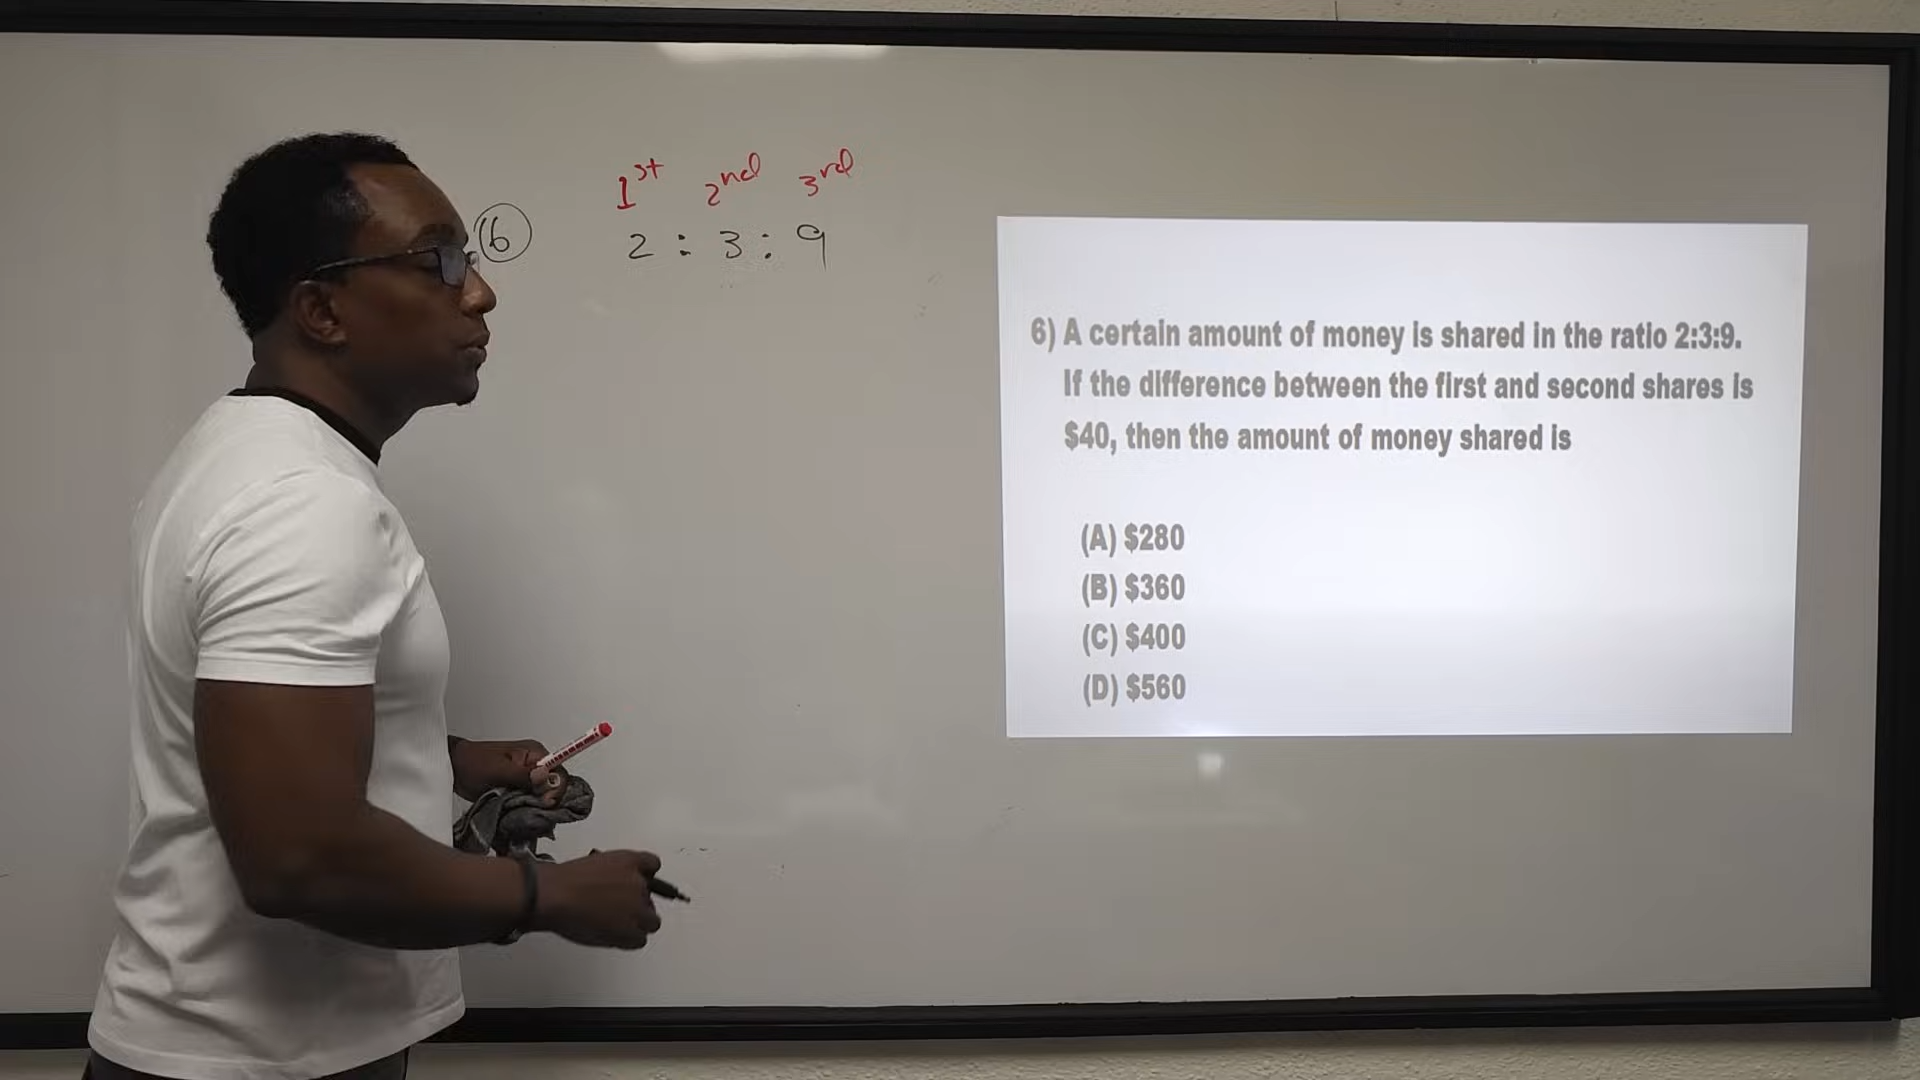 1st 2nd 3rd
6 2 : 3 : 9
6) A certain amount of money is shared in the ratio 2:3:9.
If the difference between the first and second shares is
$40, then the amount of money shared is
(A) $280
(B) $360
(C) $400
(D) $560